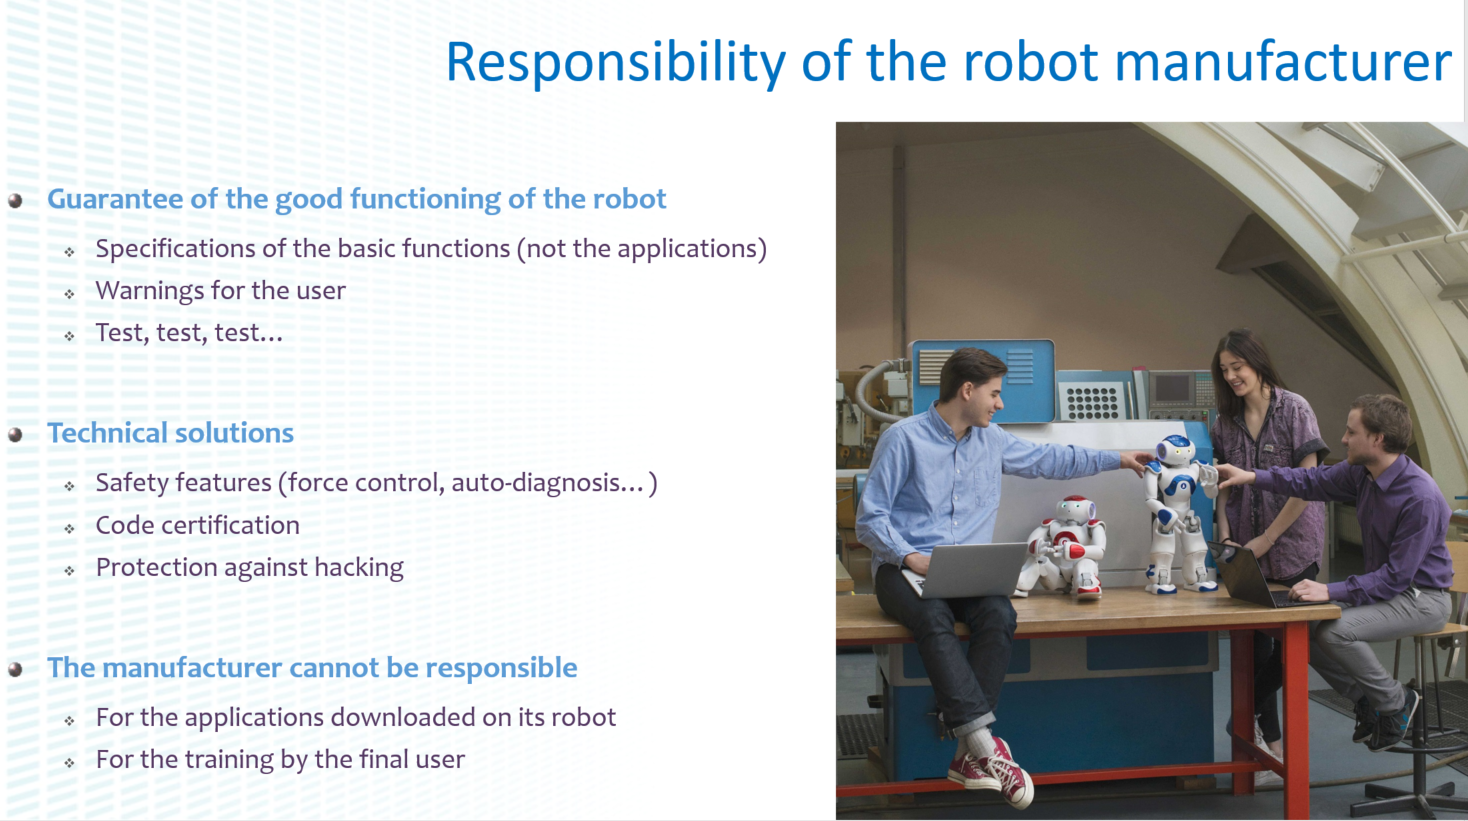 Responsibility of the robot manufacturer
Guarantee of the good functioning of the robot
Specifications of the basic functions (not the applications)
Warnings for the user
Test, test, test...
Technical solutions
Safety features (force control, auto-diagnosis... )
Code certification
Protection against hacking
The manufacturer cannot be responsible
For the applications downloaded on its robot
For the training by the final user